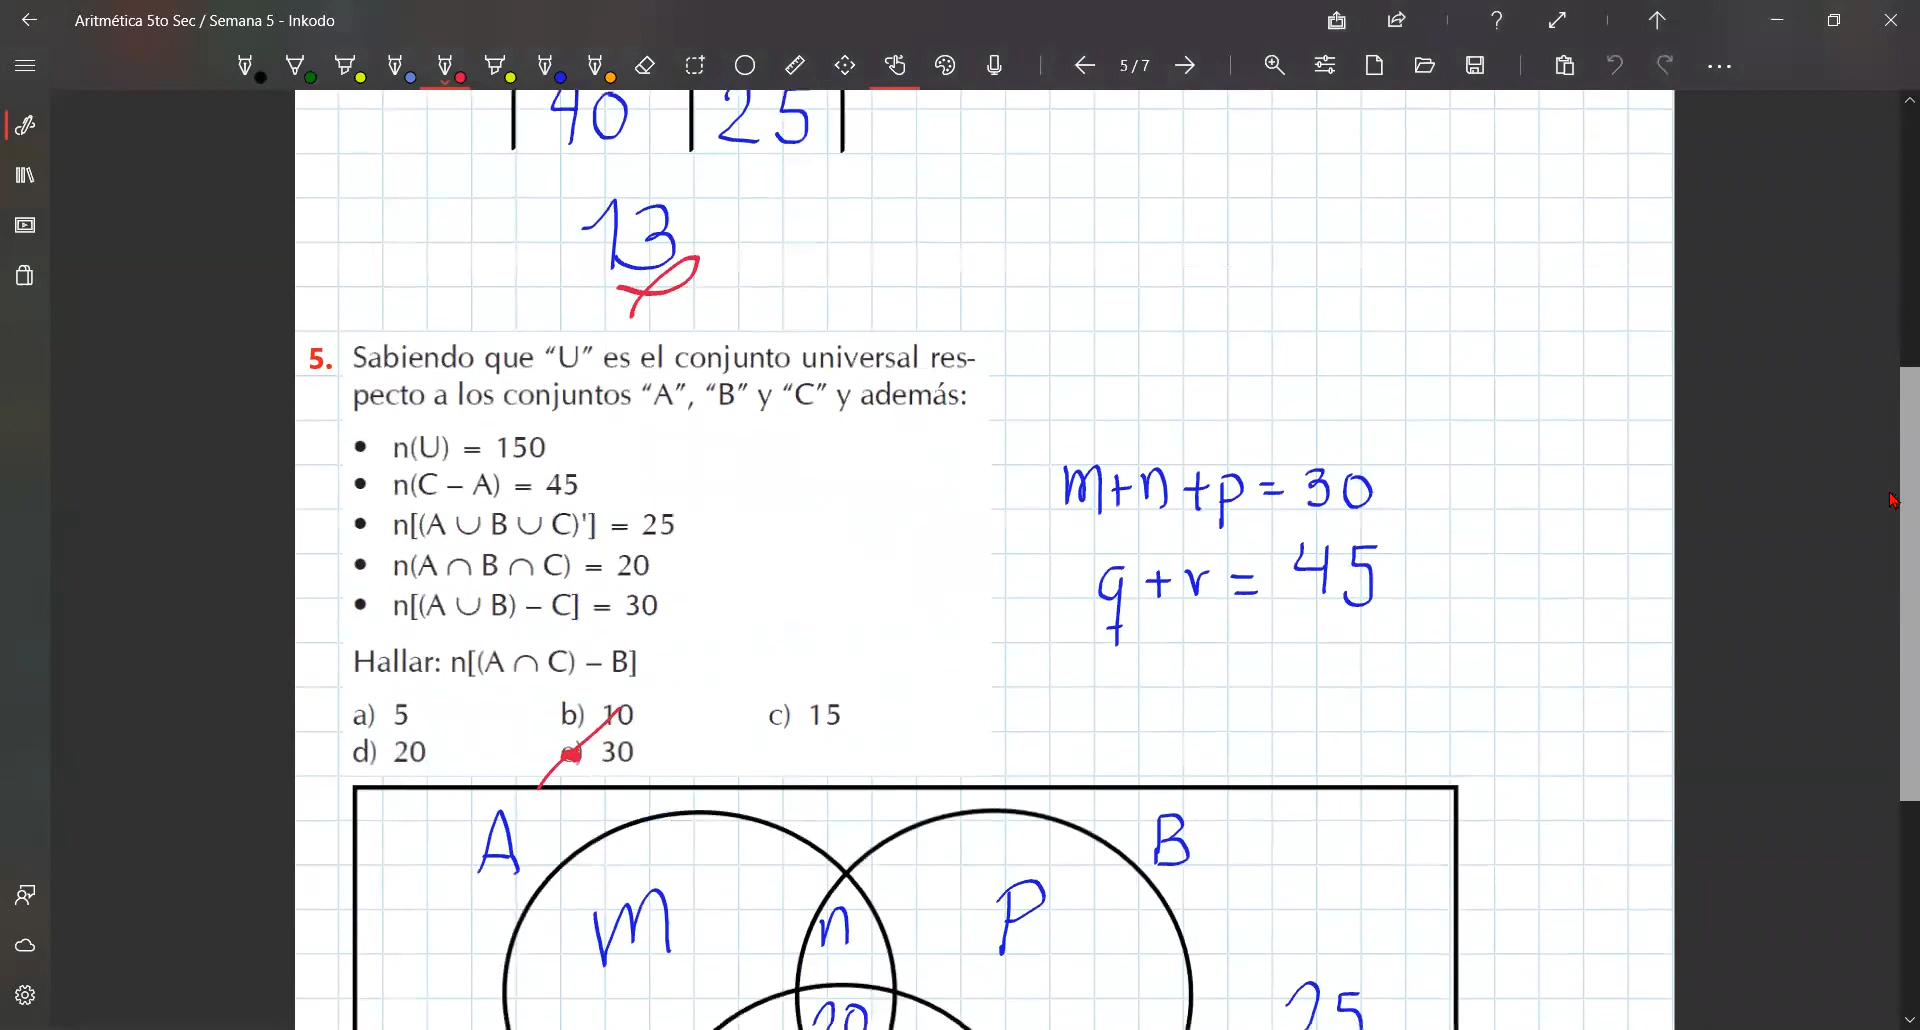 Aritmética 5to Sec / Semana 5 - Inkodo
5 / 7
40 25
13
5. Sabiendo que “U” es el conjunto universal res-
pecto a los conjuntos “A”, “B” y “C” y además:
• n(U) = 150
• n(C – A) = 45
• n[(A ∪ B ∪ C)'] = 25
• n(A ∩ B ∩ C) = 20
• n[(A ∪ B) – C] = 30
Hallar: n[(A ∩ C) – B]
a) 5 b) 10 c) 15
d) 20 e) 30
m+n+p = 30
q+r = 45
A B
m n p
20 25